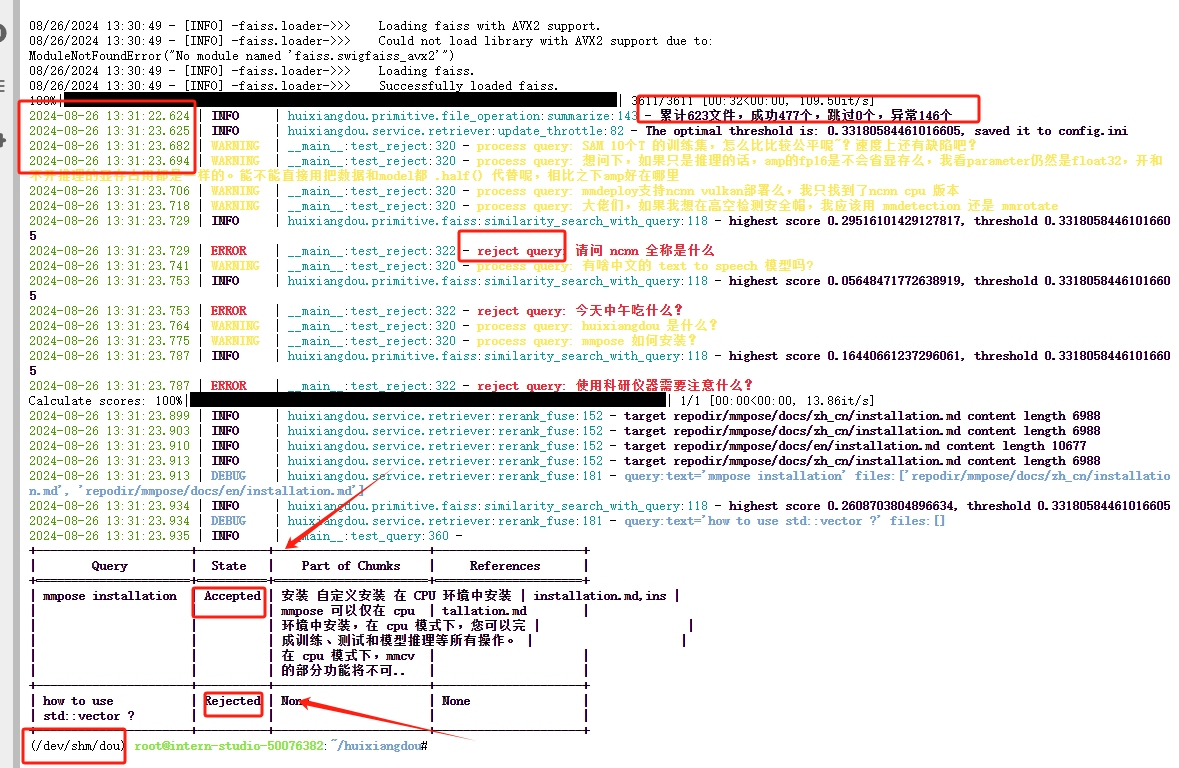 08/26/2024 13:30:49 - [INFO] -faiss.loader->>>    Loading faiss with AVX2 support.
08/26/2024 13:30:49 - [INFO] -faiss.loader->>>    Could not load library with AVX2 support due to:
ModuleNotFoundError("No module named 'faiss.swigfaiss_avx2'")
08/26/2024 13:30:49 - [INFO] -faiss.loader->>>    Loading faiss.
08/26/2024 13:30:49 - [INFO] -faiss.loader->>>    Successfully loaded faiss.
100%| | 3611/3611 [00:32<00:00, 109.50it/s]
2024-08-26 13:31:22.624 | INFO | huixiangdou.primitive.file_operation:summarize:143 - 累计623文件，成功477个，跳过0个，异常146个
2024-08-26 13:31:23.625 | INFO | huixiangdou.service.retriever:update_throttle:82 - The optimal threshold is: 0.33180584461016605, saved it to config.ini
2024-08-26 13:31:23.682 | WARNING | __main__:test_reject:320 - process query: SAM 10个T 的训练集，怎么比比较公平呢~？速度上还有缺陷吧？
2024-08-26 13:31:23.694 | WARNING | __main__:test_reject:320 - process query: 想问下，如果只是推理的话，amp的fp16是不会省显存么，我看parameter仍然是float32，开和
不开推理的显存占用都是一样的。能不能直接用把数据和model都 .half() 代替呢，相比之下amp好在哪里
2024-08-26 13:31:23.706 | WARNING | __main__:test_reject:320 - process query: mmdeploy支持ncnn vulkan部署么，我只找到了ncnn cpu 版本
2024-08-26 13:31:23.718 | WARNING | __main__:test_reject:320 - process query: 大佬们，如果我想在高空检测安全帽，我应该用 mmdetection 还是 mmrotate
2024-08-26 13:31:23.729 | INFO | huixiangdou.primitive.faiss:similarity_search_with_query:118 - highest score 0.29516101429127817, threshold 0.3318058446101660
5
2024-08-26 13:31:23.729 | ERROR | __main__:test_reject:322 - reject query: 请问 ncnn 全称是什么
2024-08-26 13:31:23.741 | WARNING | __main__:test_reject:320 - process query: 有啥中文的 text to speech 模型吗?
2024-08-26 13:31:23.753 | INFO | huixiangdou.primitive.faiss:similarity_search_with_query:118 - highest score 0.05648471772638919, threshold 0.3318058446101660
5
2024-08-26 13:31:23.753 | ERROR | __main__:test_reject:322 - reject query: 今天中午吃什么？
2024-08-26 13:31:23.764 | WARNING | __main__:test_reject:320 - process query: huixiangdou 是什么？
2024-08-26 13:31:23.775 | WARNING | __main__:test_reject:320 - process query: mmpose 如何安装？
2024-08-26 13:31:23.787 | INFO | huixiangdou.primitive.faiss:similarity_search_with_query:118 - highest score 0.16440661237296061, threshold 0.3318058446101660
5
2024-08-26 13:31:23.787 | ERROR | __main__:test_reject:322 - reject query: 使用科研仪器需要注意什么？
Calculate scores: 100%| | 1/1 [00:00<00:00, 13.86it/s]
2024-08-26 13:31:23.899 | INFO | huixiangdou.service.retriever:rerank_fuse:152 - target repodir/mmpose/docs/zh_cn/installation.md content length 6988
2024-08-26 13:31:23.903 | INFO | huixiangdou.service.retriever:rerank_fuse:152 - target repodir/mmpose/docs/zh_cn/installation.md content length 6988
2024-08-26 13:31:23.910 | INFO | huixiangdou.service.retriever:rerank_fuse:152 - target repodir/mmpose/docs/en/installation.md content length 10677
2024-08-26 13:31:23.913 | INFO | huixiangdou.service.retriever:rerank_fuse:152 - target repodir/mmpose/docs/zh_cn/installation.md content length 6988
2024-08-26 13:31:23.913 | DEBUG | huixiangdou.service.retriever:rerank_fuse:181 - query:text='mmpose installation' files:['repodir/mmpose/docs/zh_cn/installatio
n.md', 'repodir/mmpose/docs/en/installation.md']
2024-08-26 13:31:23.934 | INFO | huixiangdou.primitive.faiss:similarity_search_with_query:118 - highest score 0.2608703804896634, threshold 0.33180584461016605
2024-08-26 13:31:23.934 | DEBUG | huixiangdou.service.retriever:rerank_fuse:181 - query:text='how to use std::vector ?' files:[]
2024-08-26 13:31:23.935 | INFO | __main__:test_query:360 -
| Query | State | Part of Chunks | References |
| mmpose installation | Accepted | 安装 自定义安装 在 CPU 环境中安装 | installation.md,ins |
mmpose 可以仅在 cpu | tallation.md |
环境中安装，在 cpu 模式下，您可以完 | |
成训练、测试和模型推理等所有操作。 | |
在 cpu 模式下，mmcv | |
的部分功能将不可.. | |
| how to use | Rejected | None | None |
| std::vector ? | | | |
(/dev/shm/dou) root@intern-studio-50076382:~/huixiangdou#